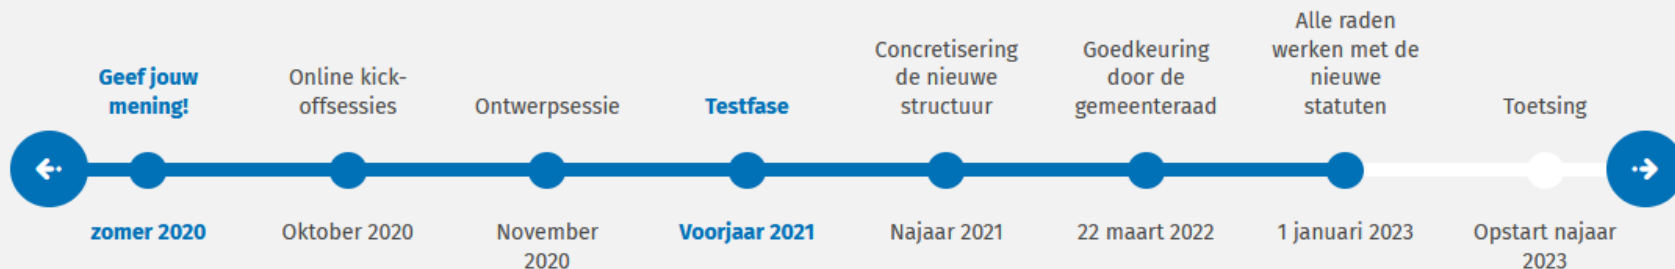 Geef jouw
mening!
Online kick-
offsessies
Ontwerpsessie
Testfase
Concretisering
de nieuwe
structuur
Goedkeuring
door de
gemeenteraad
Alle raden
werken met de
nieuwe
statuten
Toetsing
zomer 2020
Oktober 2020
November
2020
Voorjaar 2021
Najaar 2021
22 maart 2022
1 januari 2023
Opstart najaar
2023